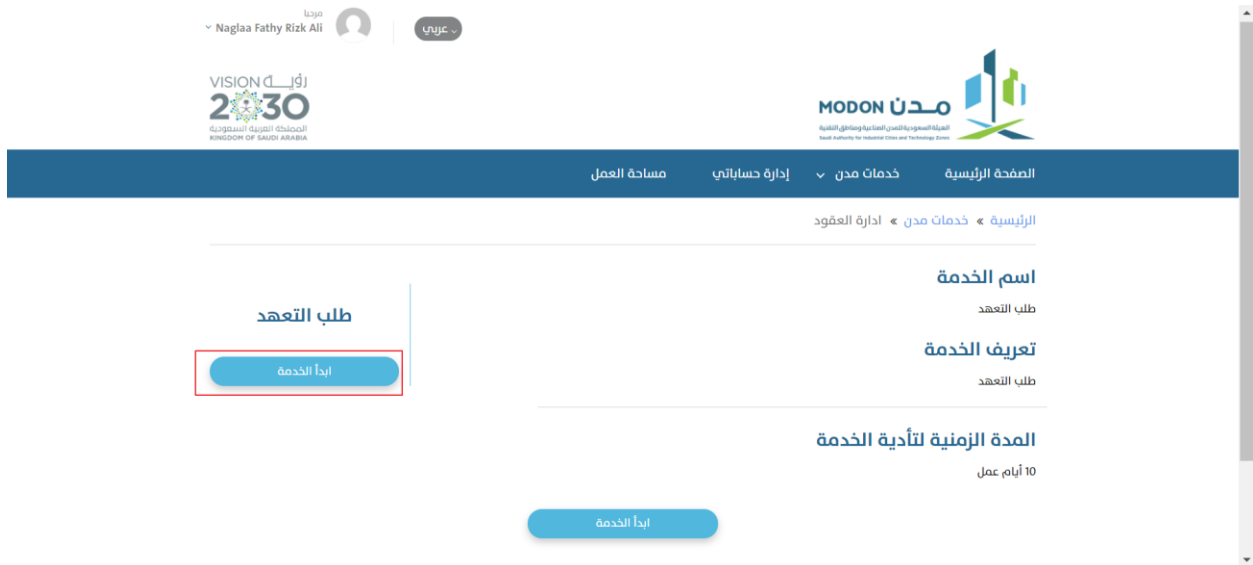 مرحبا
Naglaa Fathy Rizk Ali
عربي
VISION رؤيــــة
2030
المملكة العربية السعودية
KINGDOM OF SAUDI ARABIA
MODON مــدن
الهيئة السعودية للمدن الصناعية ومناطق التقنية
Saudi Authority for Industrial Cities and Technology Zones
الصفحة الرئيسية خدمات مدن إدارة حساباتي مساحة العمل
الرئيسية » خدمات مدن » ادارة العقود
اسم الخدمة
طلب التعهد
تعريف الخدمة
طلب التعهد
المدة الزمنية لتأدية الخدمة
10 أيام عمل
ابدأ الخدمة
طلب التعهد
ابدأ الخدمة